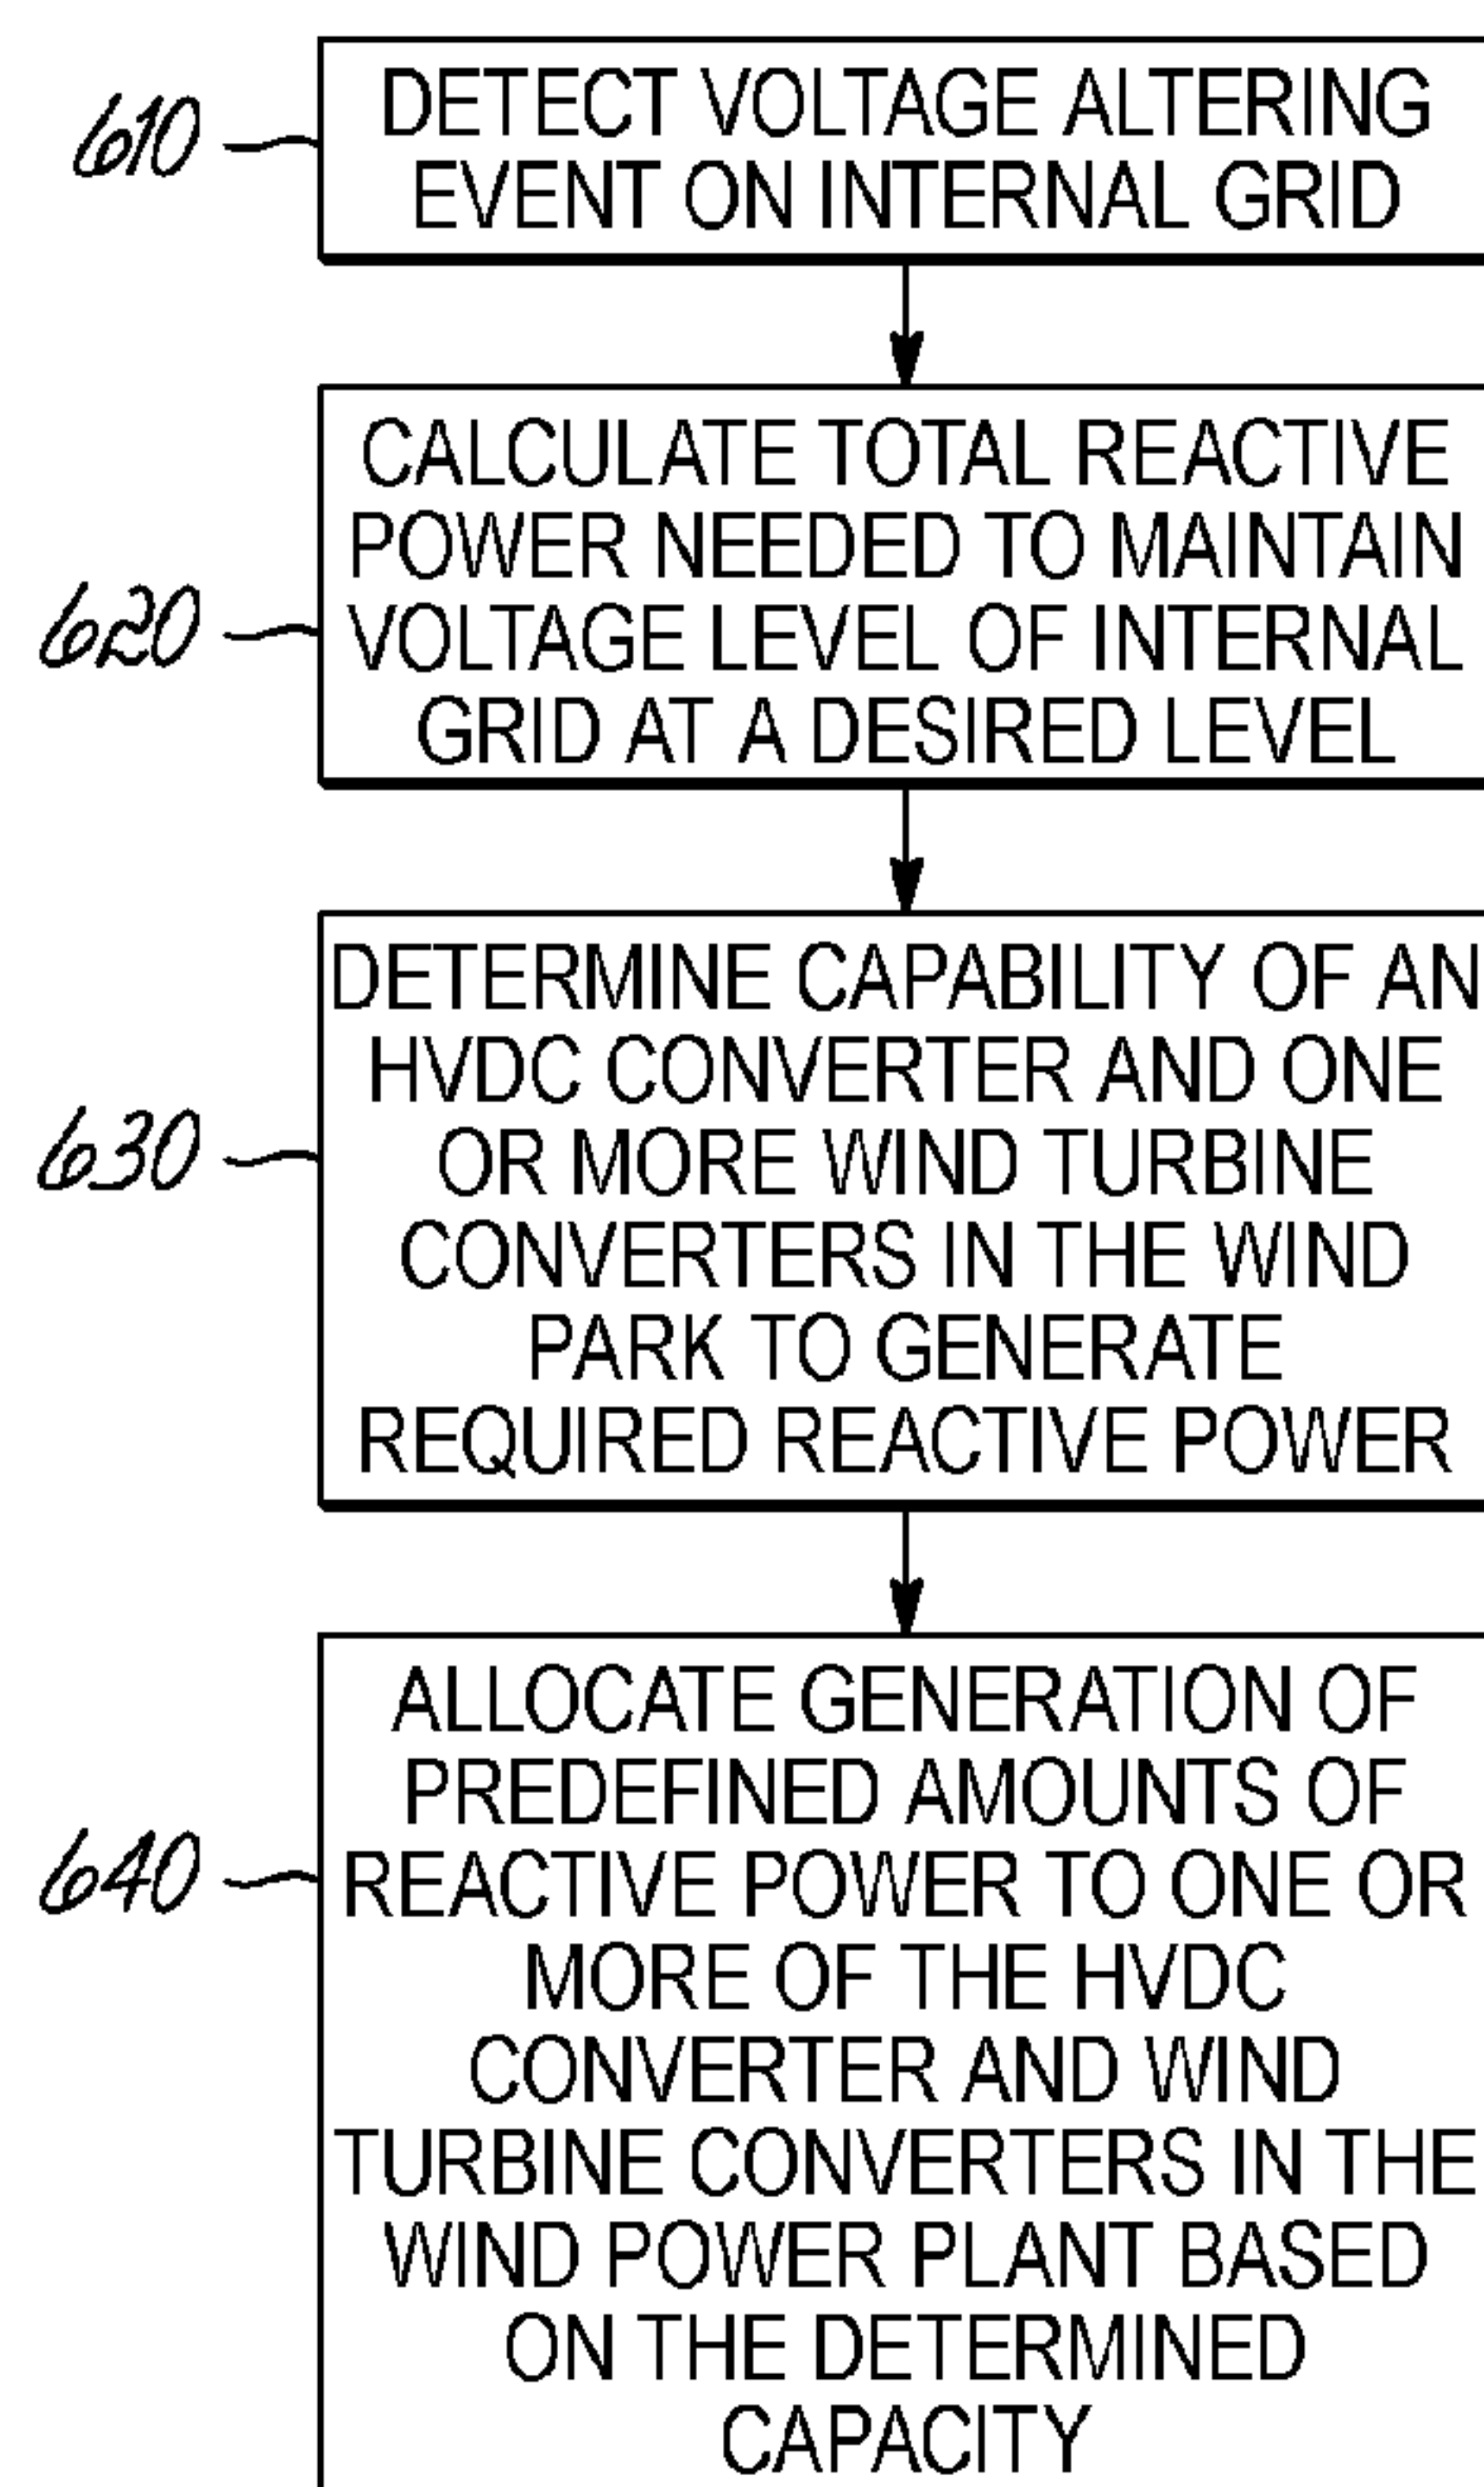 610
DETECT VOLTAGE ALTERING
EVENT ON INTERNAL GRID
620
CALCULATE TOTAL REACTIVE
POWER NEEDED TO MAINTAIN
VOLTAGE LEVEL OF INTERNAL
GRID AT A DESIRED LEVEL
630
DETERMINE CAPABILITY OF AN
HVDC CONVERTER AND ONE
OR MORE WIND TURBINE
CONVERTERS IN THE WIND
PARK TO GENERATE
REQUIRED REACTIVE POWER
640
ALLOCATE GENERATION OF
PREDEFINED AMOUNTS OF
REACTIVE POWER TO ONE OR
MORE OF THE HVDC
CONVERTER AND WIND
TURBINE CONVERTERS IN THE
WIND POWER PLANT BASED
ON THE DETERMINED
CAPACITY